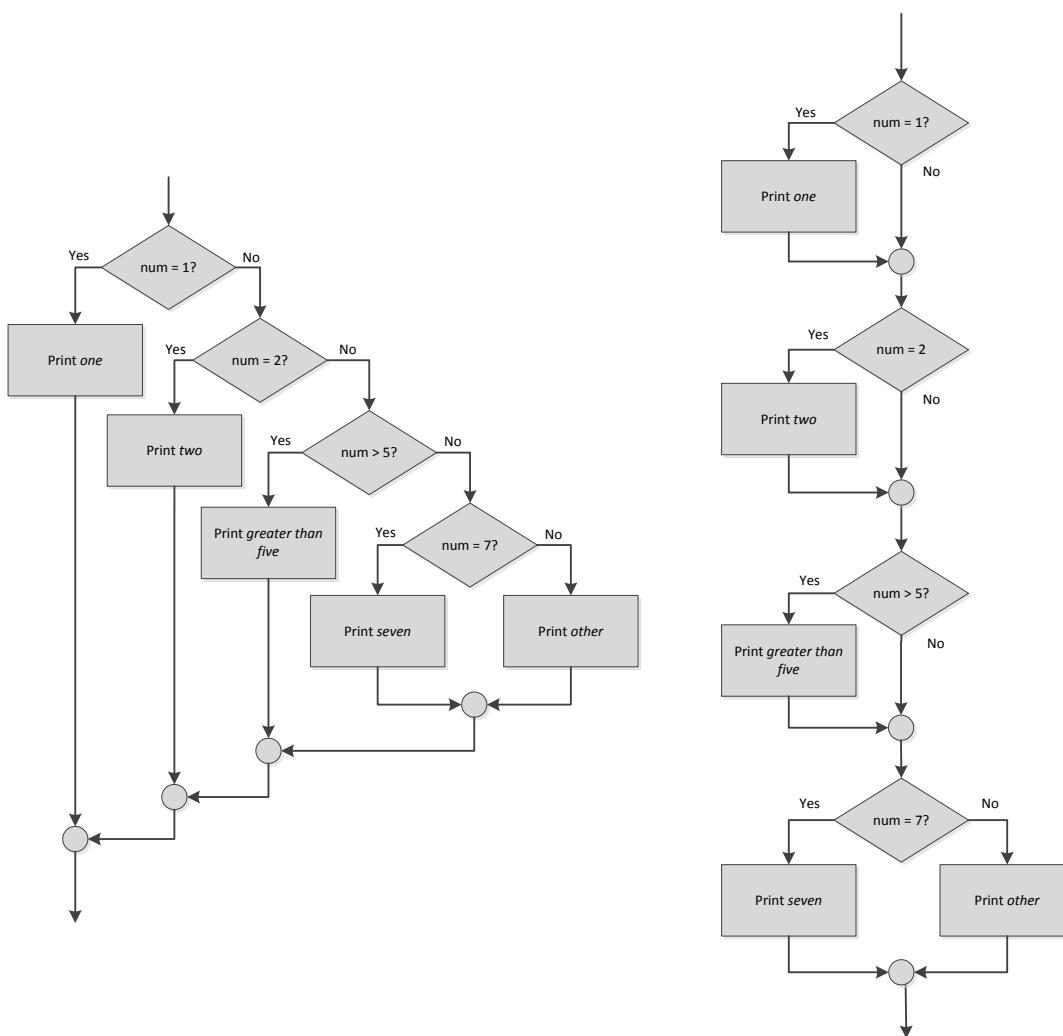 num = 1?
Yes
No
Print one
num = 2?
Yes
No
Print two
num > 5?
Yes
No
Print greater than
five
num = 7?
Yes
No
Print seven
Print other
num = 1?
Yes
No
Print one
num = 2
Yes
No
Print two
num > 5?
Yes
No
Print greater than
five
num = 7?
Yes
No
Print seven
Print other